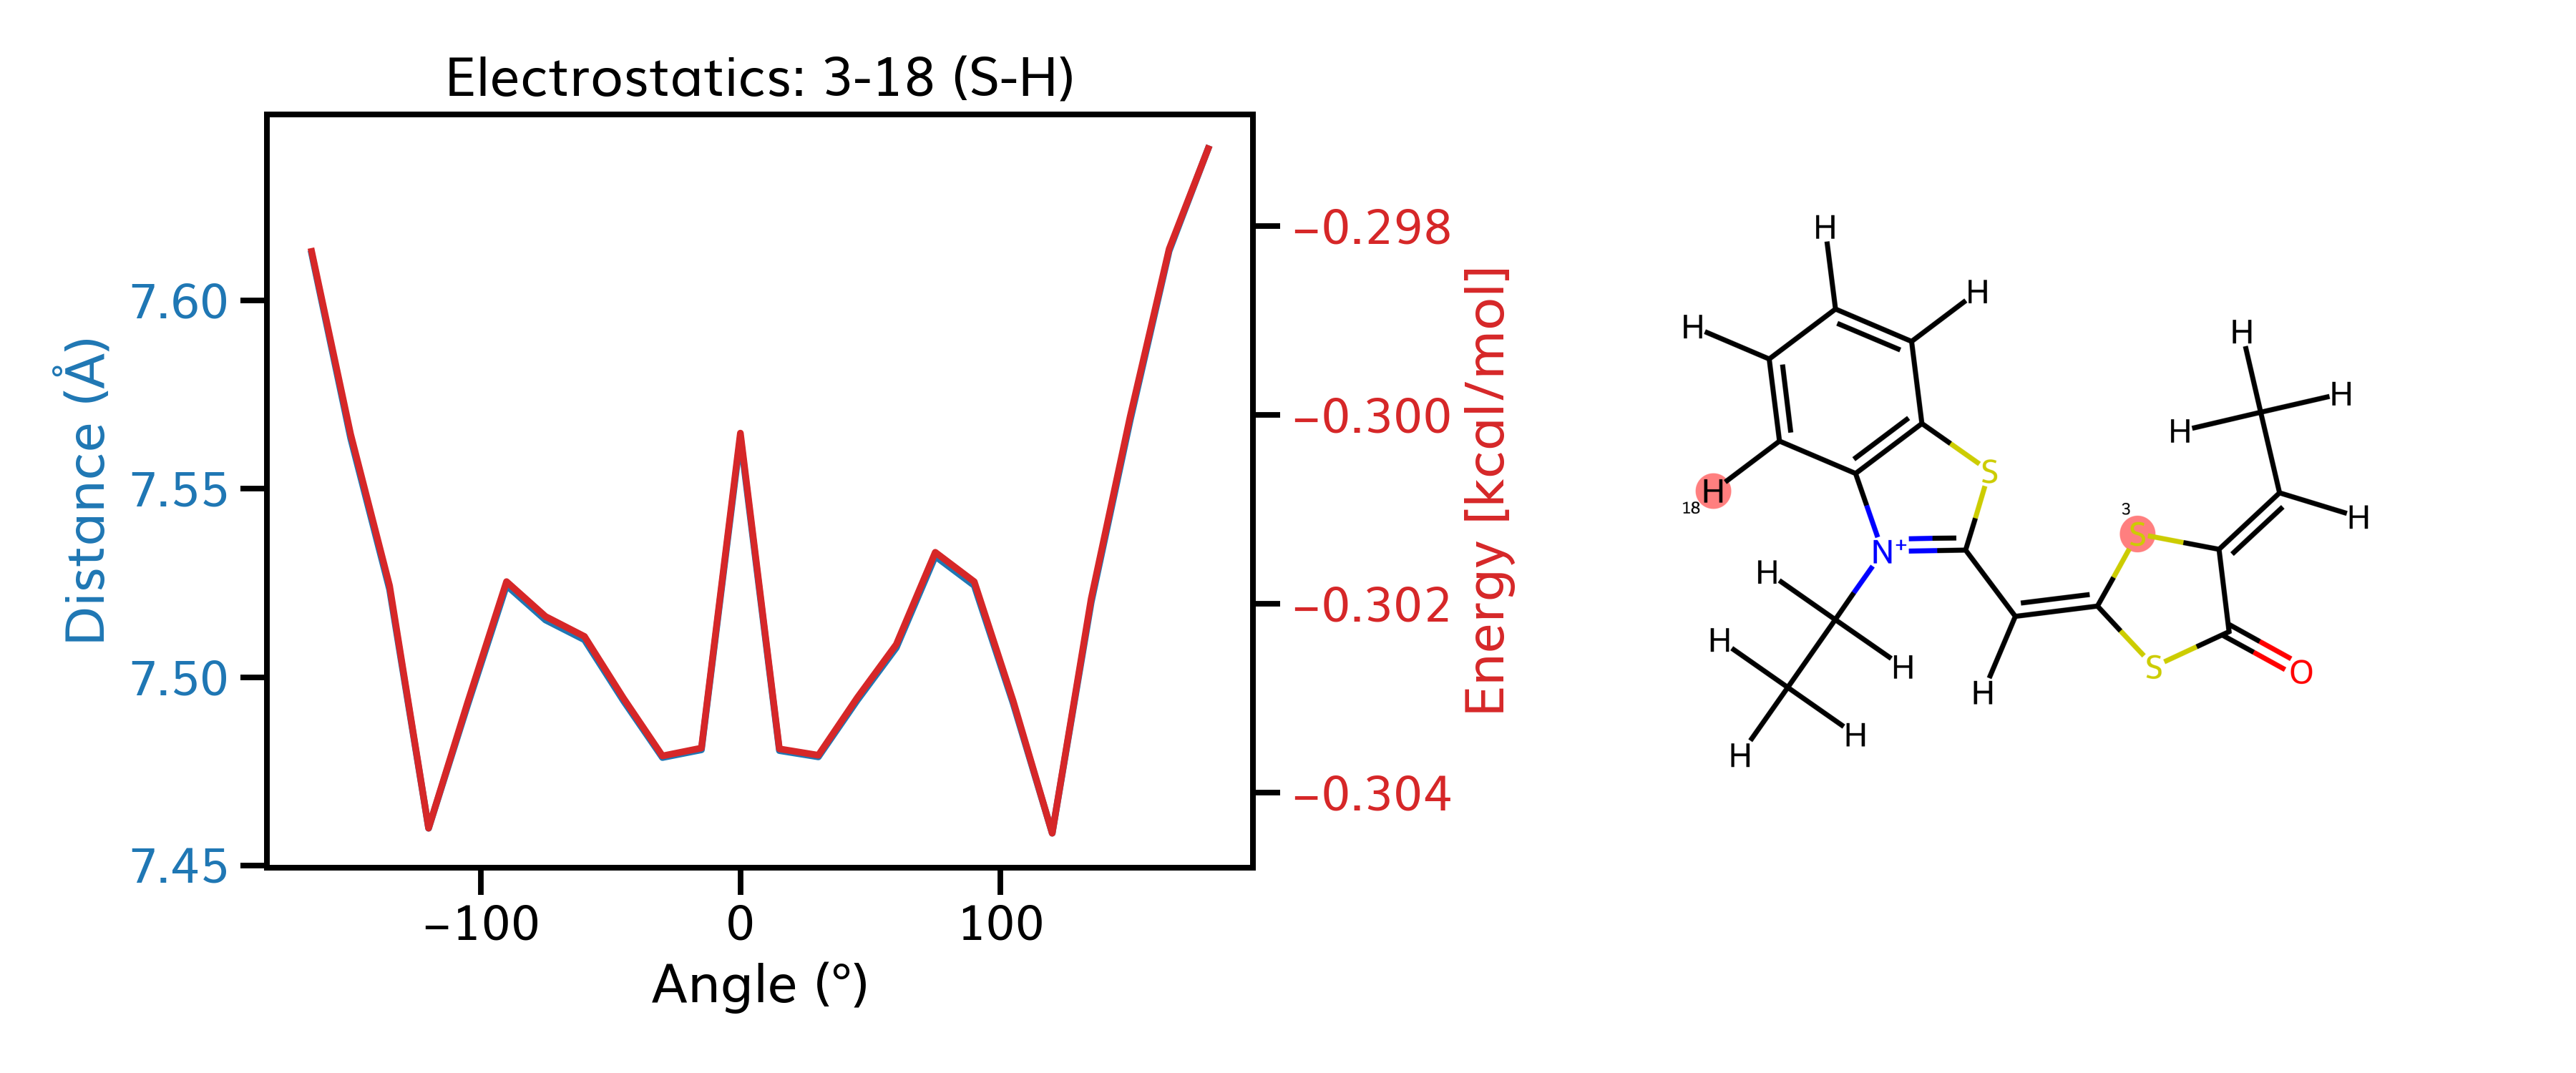 Electrostatics: 3-18 (S-H)
Distance (Å)
7.60
7.55
7.50
7.45
−100
0
100
Angle (°)
−0.298
−0.300
−0.302
−0.304
Energy [kcal/mol]
H
H
H
H
H
S
H
3
H
18
S
H
N+
H
H
S
O
H
H
H
H